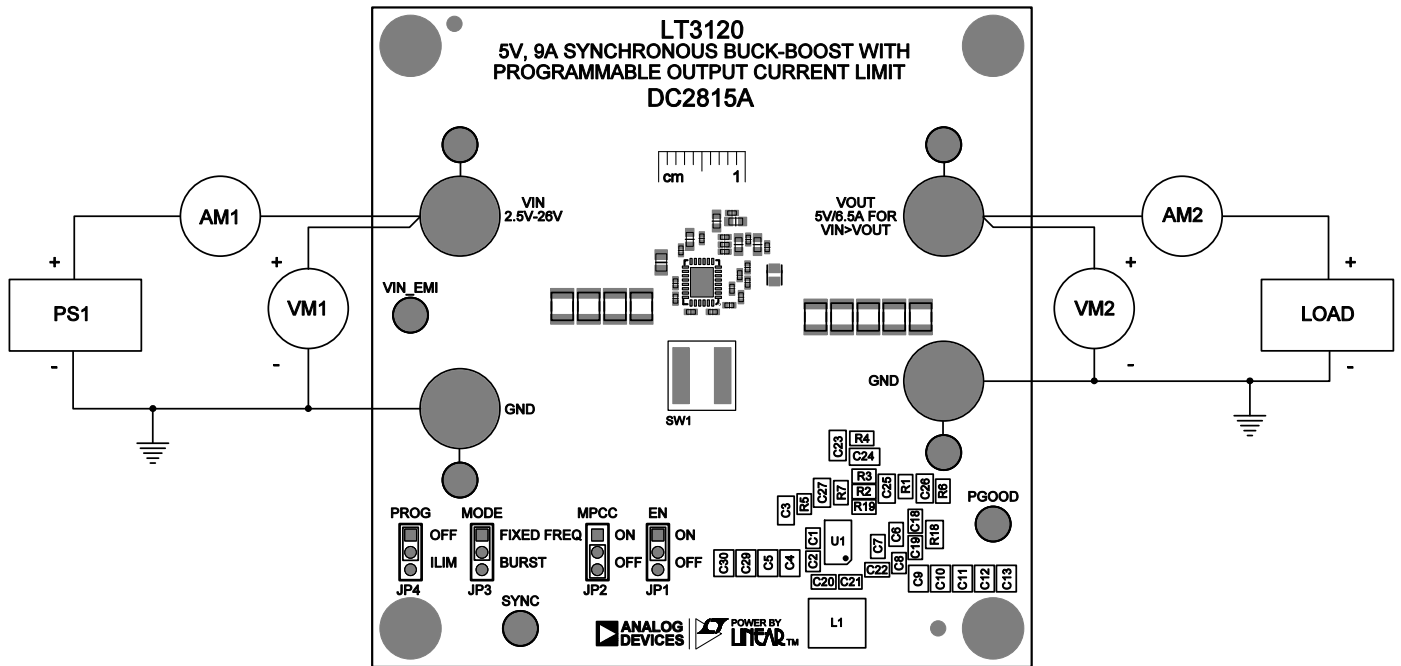 LT3120
5V, 9A SYNCHRONOUS BUCK-BOOST WITH
PROGRAMMABLE OUTPUT CURRENT LIMIT
DC2815A
cm 1
VIN
2.5V-26V
VOUT
5V/6.5A FOR
VIN>VOUT
AM1
AM2
+
+
+
+
PS1
VM1
VIN_EMI
VM2
LOAD
-
-
-
-
GND
GND
SW1
C23
R4
C24
R3
R2
R19
C27
R7
C25
R1
C26
R6
C3
R5
PGOOD
PROG
OFF
ILIM
JP4
MODE
FIXED FREQ
BURST
JP3
MPCC
ON
OFF
JP2
EN
ON
OFF
JP1
C1
C2
U1
C7
C6
C18
C19
R18
C30
C29
C5
C4
C20
C21
C22
C8
C9
C10
C11
C12
C13
SYNC
ANALOG
DEVICES
POWER BY
LINEAR™
L1